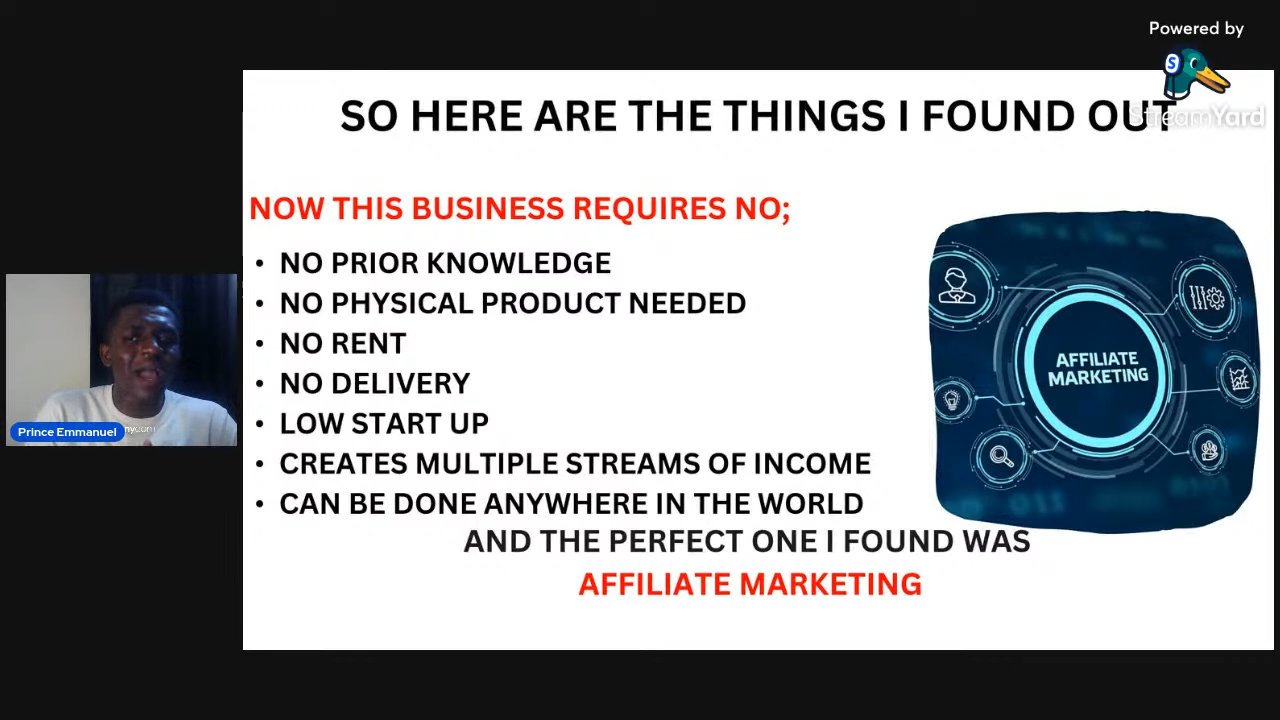 Powered by
S
StreamYard
SO HERE ARE THE THINGS I FOUND OUT
NOW THIS BUSINESS REQUIRES NO;
• NO PRIOR KNOWLEDGE
• NO PHYSICAL PRODUCT NEEDED
• NO RENT
• NO DELIVERY
• LOW START UP
• CREATES MULTIPLE STREAMS OF INCOME
• CAN BE DONE ANYWHERE IN THE WORLD
AND THE PERFECT ONE I FOUND WAS
AFFILIATE MARKETING
AFFILIATE
MARKETING
Prince Emmanuel